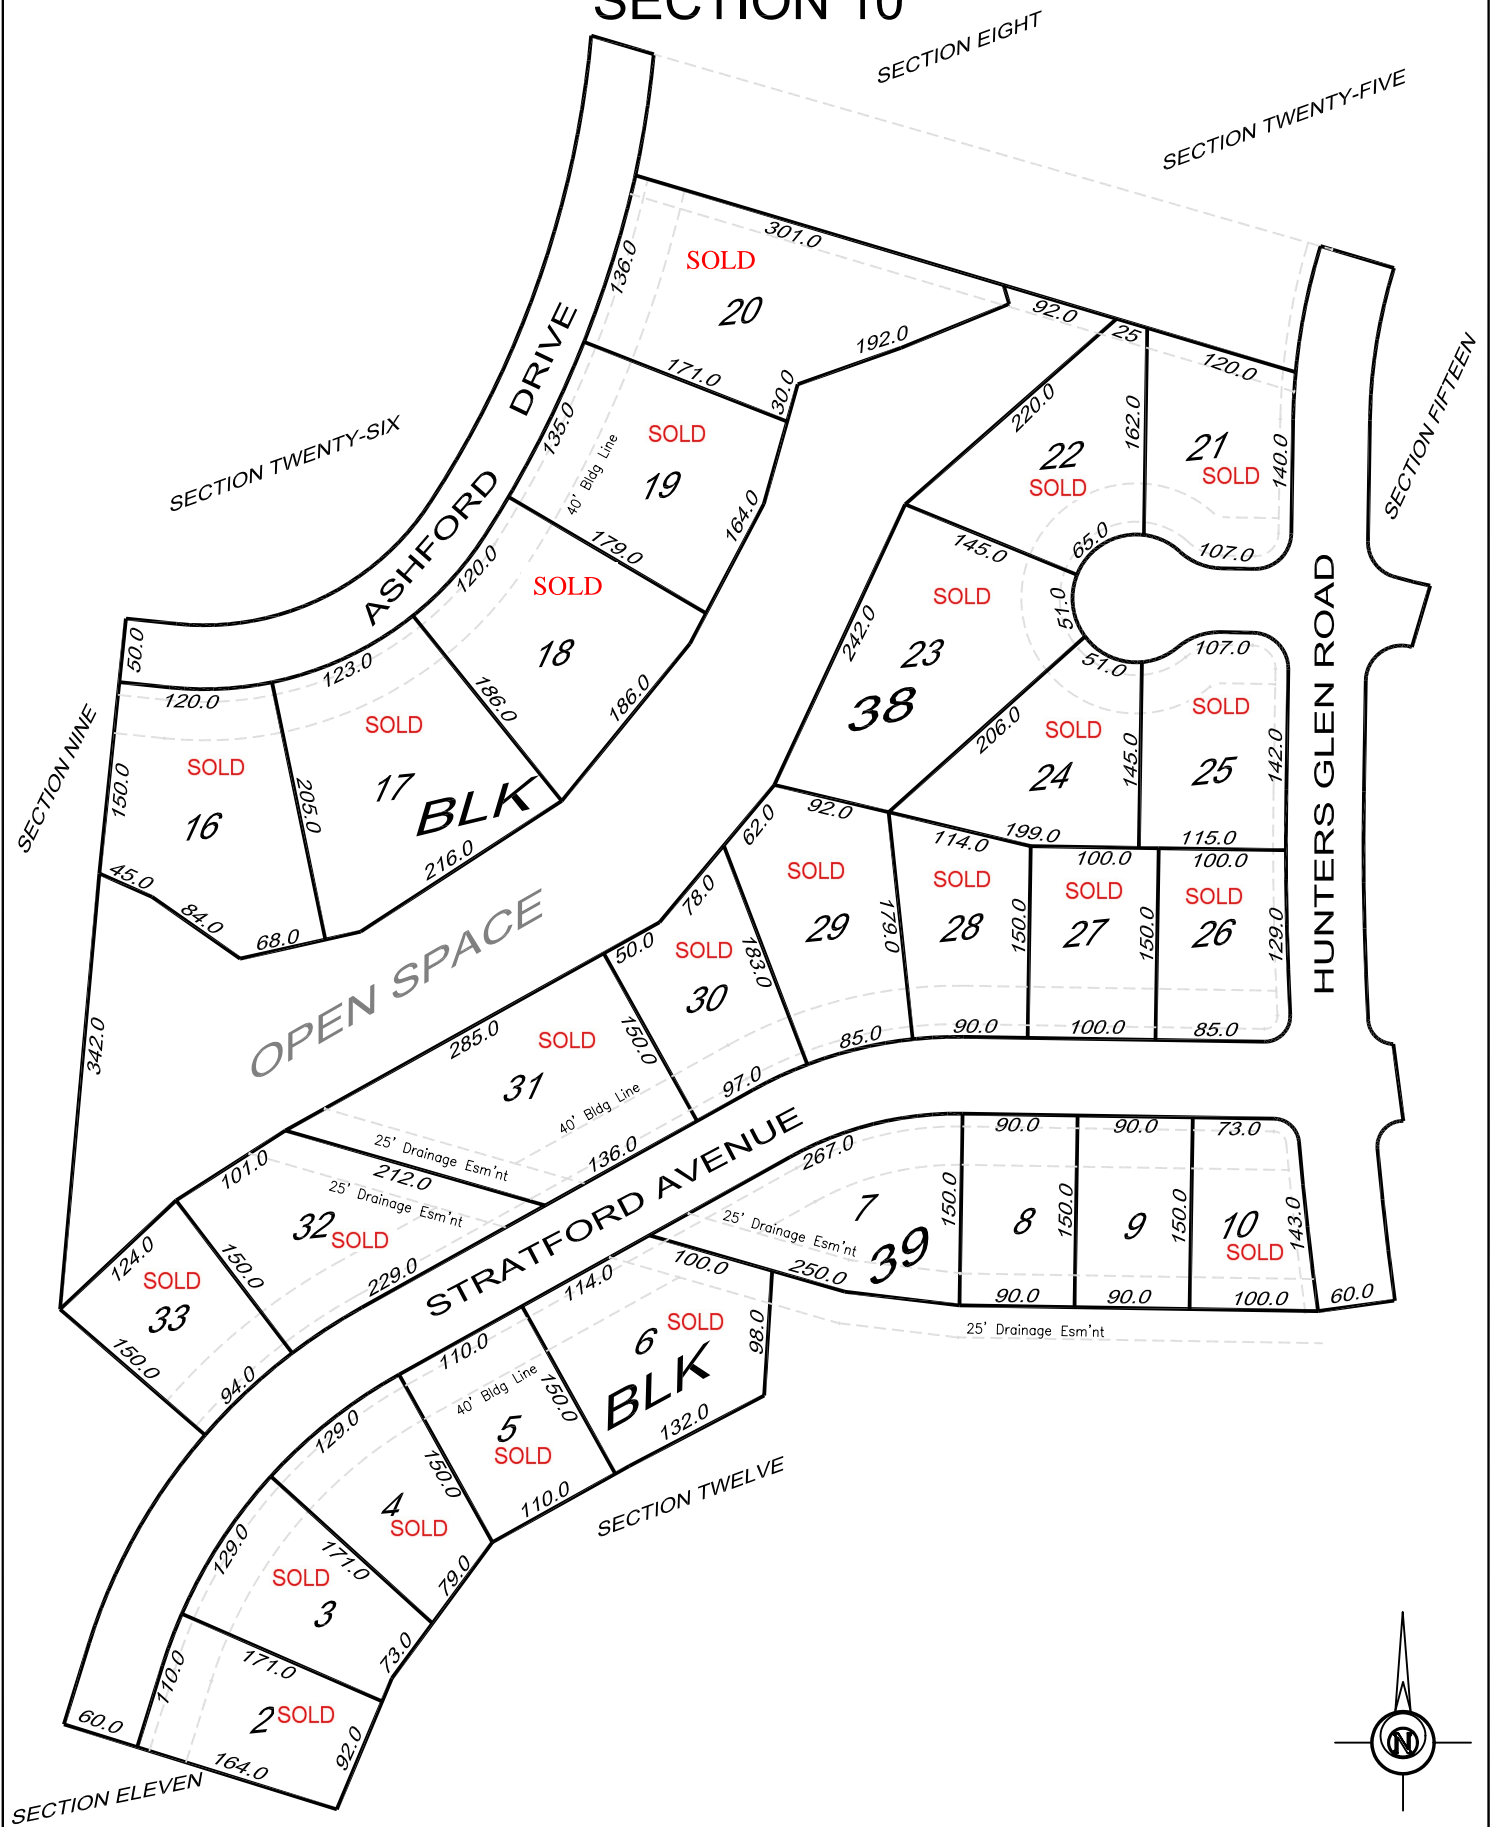 SECTION 10
SECTION EIGHT
SECTION TWENTY-FIVE
301.0
136.0
SOLD
20
92.0
25
120.0
192.0
171.0
30.0
ASHFORD DRIVE
SECTION TWENTY-SIX
SECTION FIFTEEN
135.0
40' Bldg Line
SOLD
19
164.0
179.0
220.0
162.0
22
SOLD
21
SOLD
140.0
145.0
65.0
107.0
120.0
SOLD
18
186.0
186.0
SOLD
23
242.0
51.0
51.0
107.0
38
50.0
120.0
123.0
SECTION NINE
150.0
SOLD
16
205.0
SOLD
17
BLK
216.0
45.0
84.0
68.0
206.0
SOLD
24
145.0
SOLD
25
142.0
HUNTERS GLEN ROAD
92.0
62.0
199.0
115.0
114.0
100.0
100.0
SOLD
29
179.0
SOLD
28
150.0
SOLD
27
150.0
SOLD
26
129.0
OPEN SPACE
78.0
50.0
SOLD
30
183.0
85.0
90.0
100.0
85.0
342.0
285.0
SOLD
31
150.0
97.0
40' Bldg Line
136.0
25' Drainage Esm'nt
212.0
25' Drainage Esm'nt
101.0
32
SOLD
229.0
STRATFORD AVENUE
267.0
90.0
90.0
73.0
124.0
SOLD
33
150.0
150.0
94.0
7
39
25' Drainage Esm'nt
150.0
8
150.0
9
150.0
10
SOLD
143.0
100.0
250.0
90.0
90.0
100.0
60.0
25' Drainage Esm'nt
114.0
6
SOLD
BLK
98.0
132.0
110.0
40' Bldg Line
150.0
5
SOLD
110.0
SECTION TWELVE
129.0
150.0
4
SOLD
79.0
129.0
171.0
SOLD
3
73.0
110.0
171.0
2
SOLD
92.0
60.0
164.0
SECTION ELEVEN
N